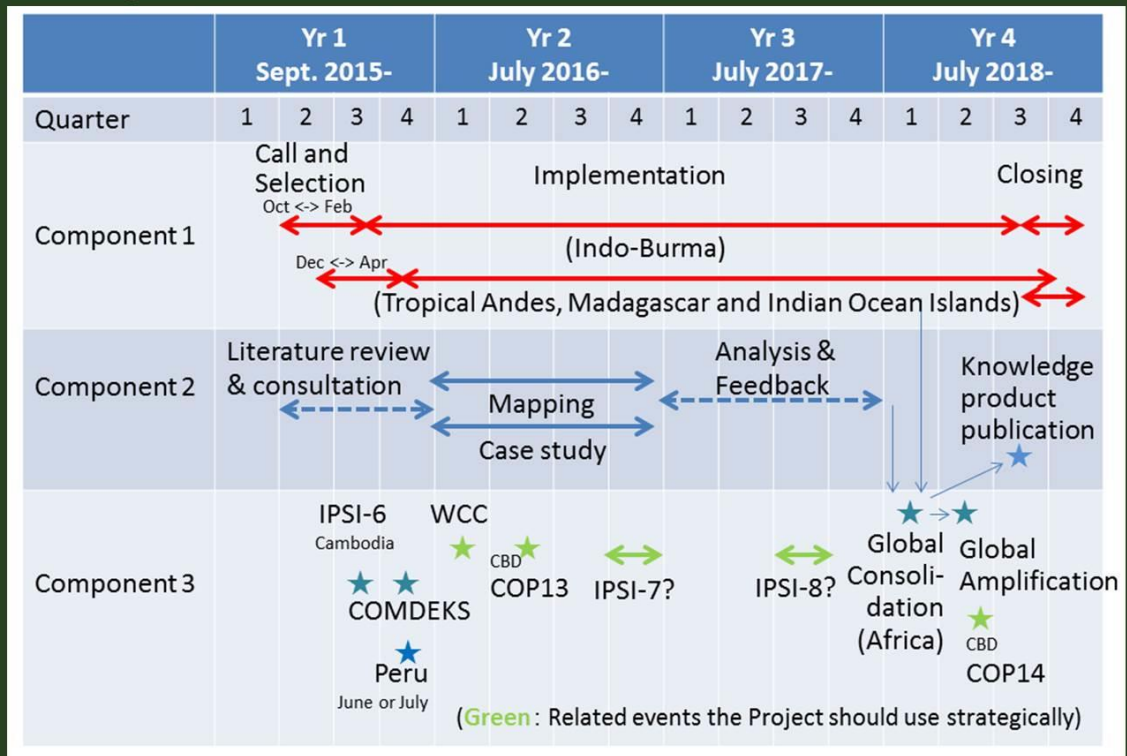 Yr 1
Sept. 2015-
Yr 2
July 2016-
Yr 3
July 2017-
Yr 4
July 2018-
Quarter 1 2 3 4 1 2 3 4 1 2 3 4 1 2 3 4
Component 1
Call and
Selection
Oct <-> Feb
Implementation
Closing
(Indo-Burma)
Dec <-> Apr
(Tropical Andes, Madagascar and Indian Ocean Islands)
Component 2
Literature review
& consultation
Mapping
Case study
Analysis &
Feedback
Knowledge
product
publication
Component 3
IPSI-6
Cambodia
COMDEKS
Peru
June or July
WCC
CBD
COP13
IPSI-7?
IPSI-8?
Global
Consoli-
dation
(Africa)
Global
Amplification
CBD
COP14
(Green : Related events the Project should use strategically)